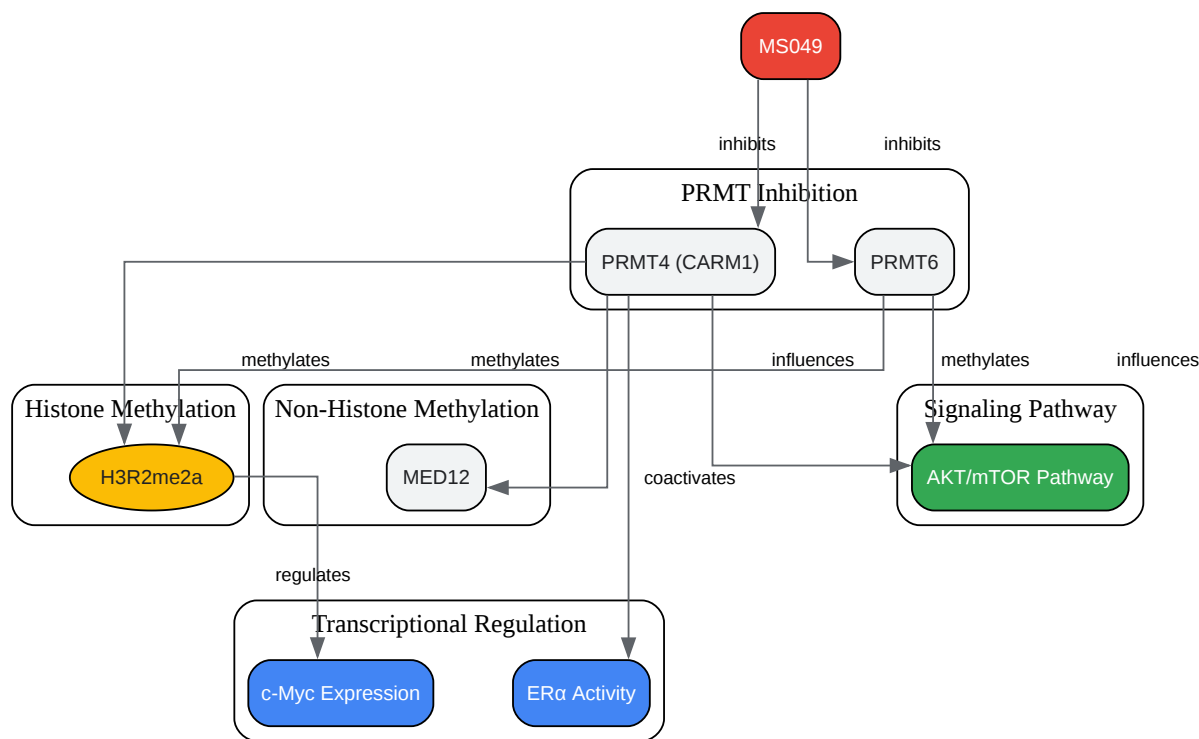 MS049
inhibits
inhibits
PRMT Inhibition
PRMT4 (CARM1)
PRMT6
methylates
methylates
influences
methylates
influences
Histone Methylation
Non-Histone Methylation
Signaling Pathway
H3R2me2a
MED12
coactivates
AKT/mTOR Pathway
regulates
Transcriptional Regulation
c-Myc Expression
ERα Activity